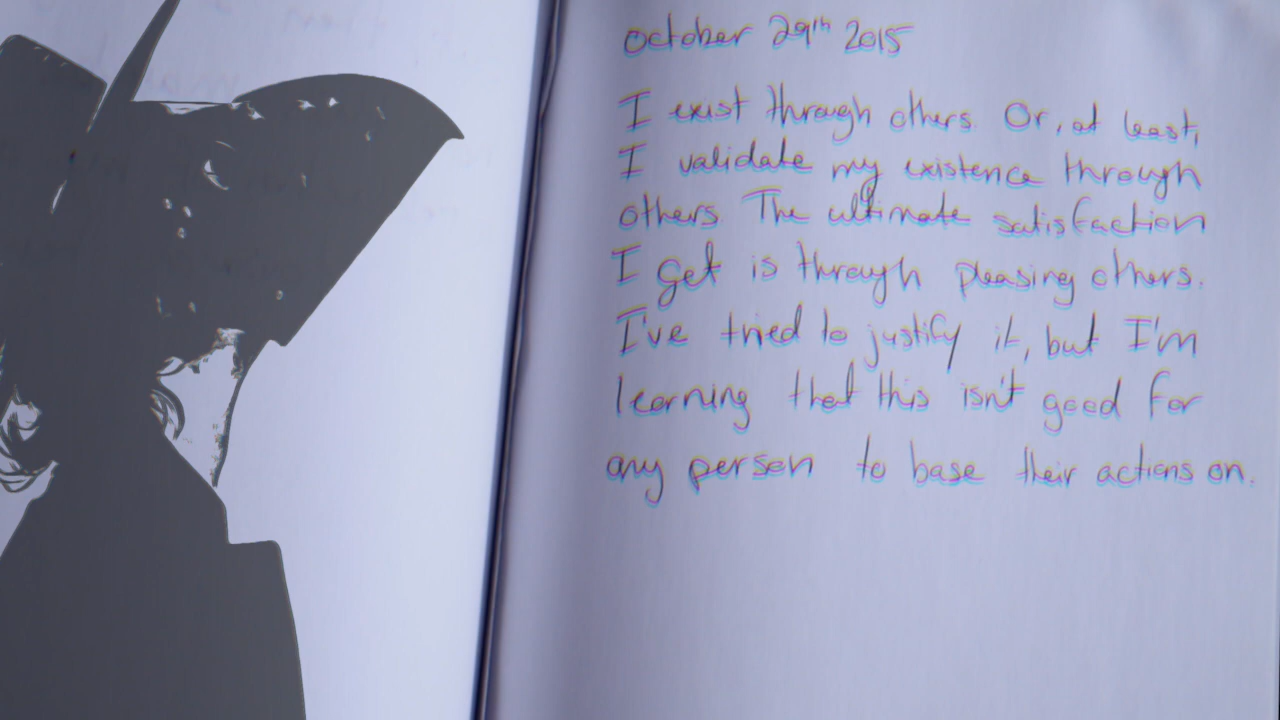 October 29th 2015
I exist through others. Or, at least,
I validate my existence through
others The ultimate satisfaction
I get is through pleasing others.
I've tried to justify it, but I'm
learning that this isn't good for
any person to base their actions on.